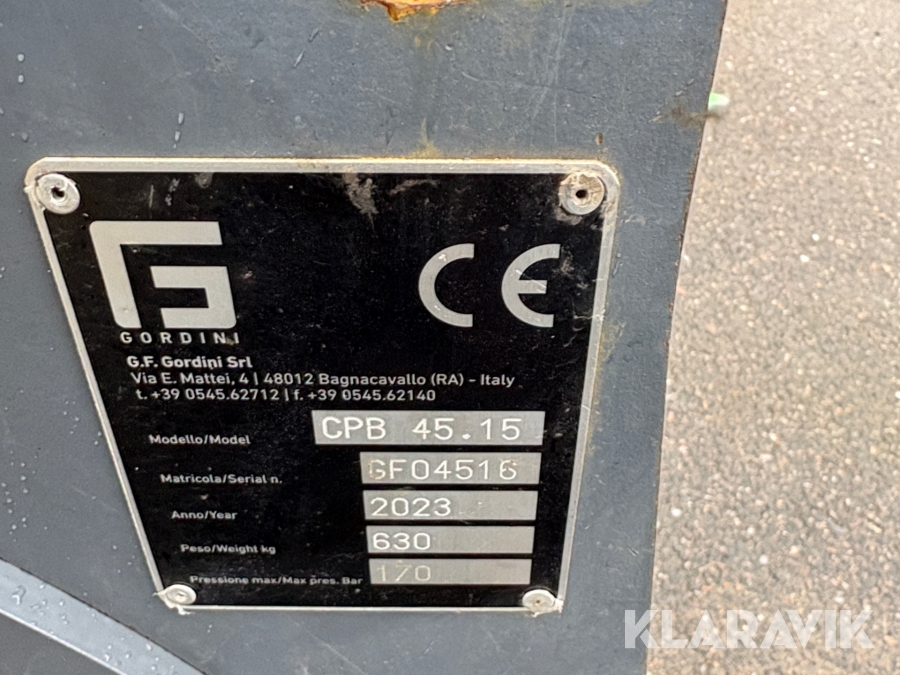 GORDINI
CE
G.F. Gordini Srl
Via E. Mattei, 4 | 48012 Bagnacavallo (RA) - Italy
t. +39 0545.62712 | f. +39 0545.62140
Modello/Model CPB 45.15
Matricola/Serial n. GF04516
Anno/Year 2023
Peso/Weight kg 630
Pressione max/Max pres. Bar 170
KLARAVIK